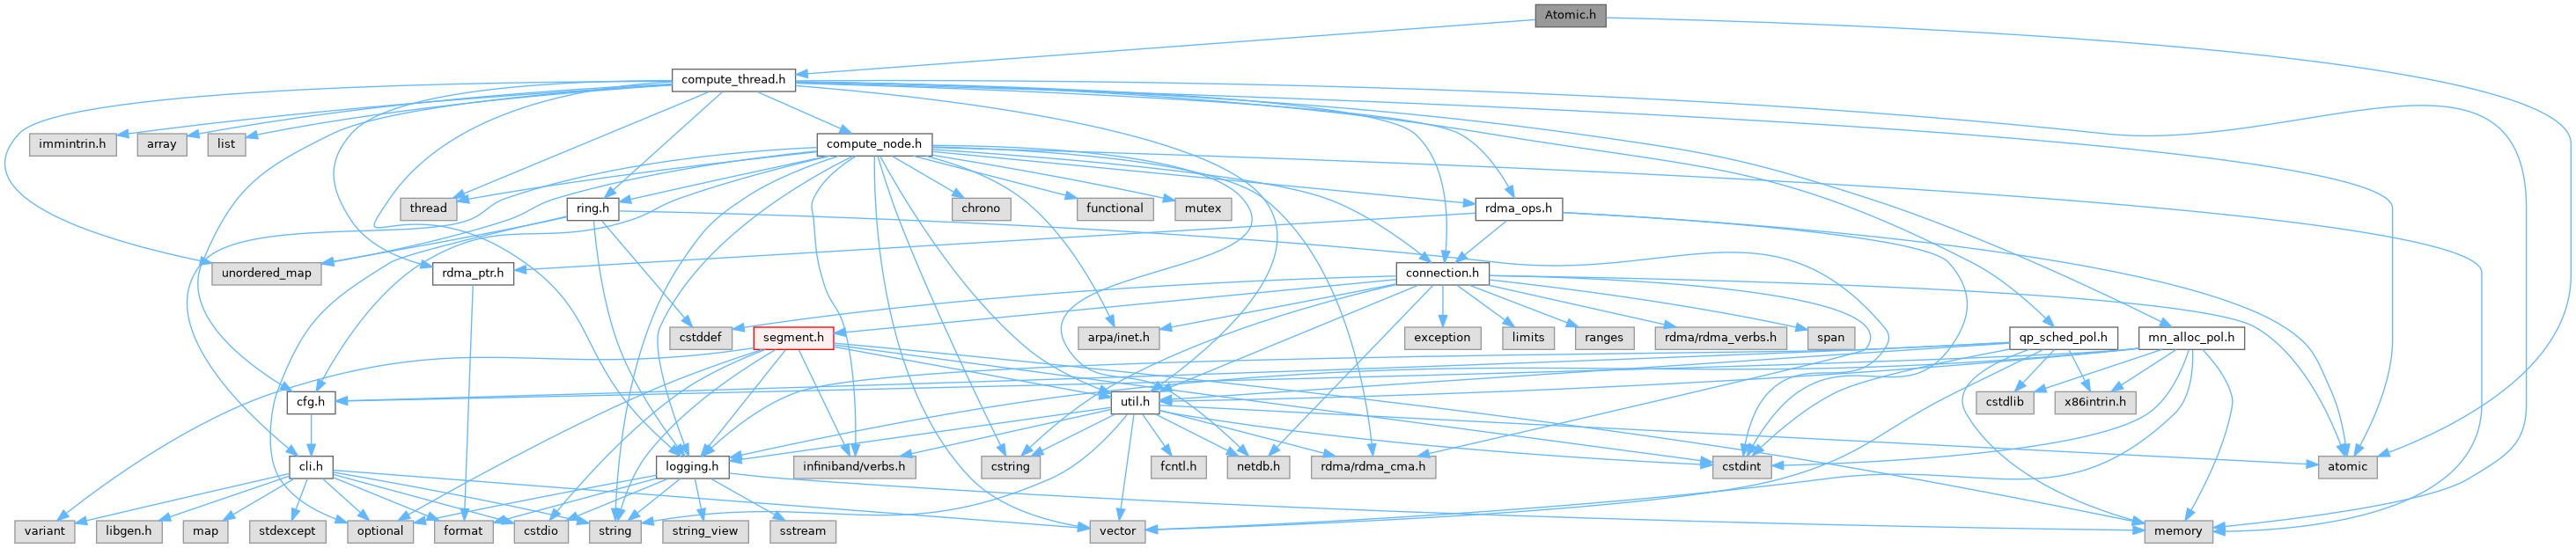 Atomic.h
compute_thread.h
immintrin.h
array
list
compute_node.h
thread
ring.h
chrono
functional
mutex
rdma_ops.h
unordered_map
rdma_ptr.h
connection.h
cstddef
segment.h
arpa/inet.h
exception
limits
ranges
rdma/rdma_verbs.h
span
qp_sched_pol.h
mn_alloc_pol.h
cfg.h
util.h
cstdlib
x86intrin.h
cli.h
logging.h
infiniband/verbs.h
cstring
fcntl.h
netdb.h
rdma/rdma_cma.h
cstdint
atomic
variant
libgen.h
map
stdexcept
optional
format
cstdio
string
string_view
sstream
vector
memory